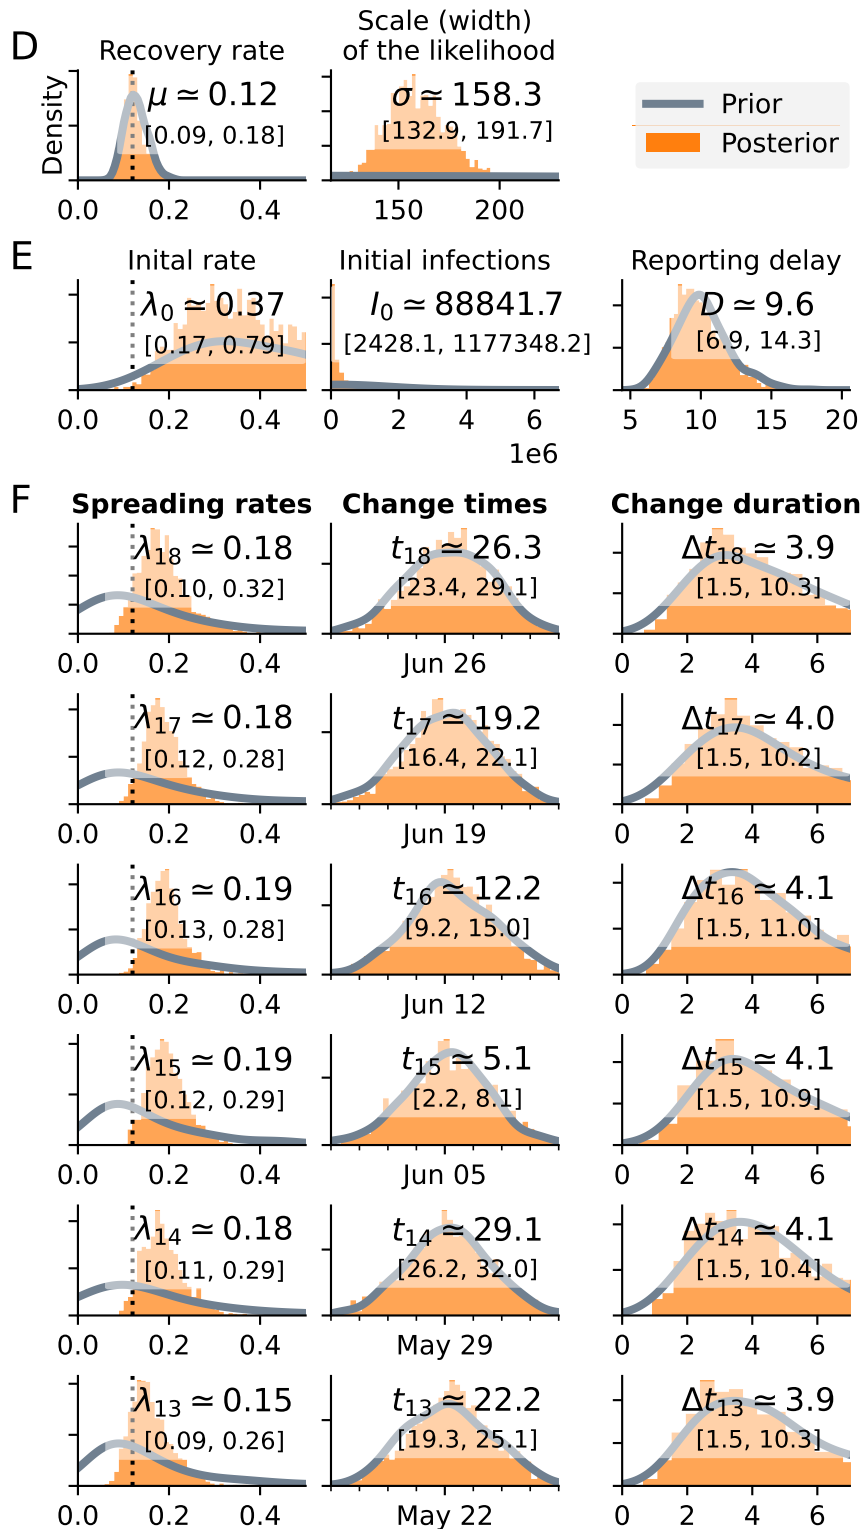 D
Recovery rate
Scale (width)
of the likelihood
Density
μ ≃ 0.12
[0.09, 0.18]
0.0 0.2 0.4
σ ≃ 158.3
[132.9, 191.7]
150 200
Prior
Posterior
E
Inital rate
λ0 ≃ 0.37
[0.17, 0.79]
0.0 0.2 0.4
Initial infections
I0 ≃ 88841.7
[2428.1, 1177348.2]
0 2 4 6
1e6
Reporting delay
D ≃ 9.6
[6.9, 14.3]
5 10 15 20
F
Spreading rates Change times Change duration
λ18 ≃ 0.18 t18 ≃ 26.3 Δt18 ≃ 3.9
[0.10, 0.32] [23.4, 29.1] [1.5, 10.3]
0.0 0.2 0.4 Jun 26 0 2 4 6
λ17 ≃ 0.18 t17 ≃ 19.2 Δt17 ≃ 4.0
[0.12, 0.28] [16.4, 22.1] [1.5, 10.2]
0.0 0.2 0.4 Jun 19 0 2 4 6
λ16 ≃ 0.19 t16 ≃ 12.2 Δt16 ≃ 4.1
[0.13, 0.28] [9.2, 15.0] [1.5, 11.0]
0.0 0.2 0.4 Jun 12 0 2 4 6
λ15 ≃ 0.19 t15 ≃ 5.1 Δt15 ≃ 4.1
[0.12, 0.29] [2.2, 8.1] [1.5, 10.9]
0.0 0.2 0.4 Jun 05 0 2 4 6
λ14 ≃ 0.18 t14 ≃ 29.1 Δt14 ≃ 4.1
[0.11, 0.29] [26.2, 32.0] [1.5, 10.4]
0.0 0.2 0.4 May 29 0 2 4 6
λ13 ≃ 0.15 t13 ≃ 22.2 Δt13 ≃ 3.9
[0.09, 0.26] [19.3, 25.1] [1.5, 10.3]
0.0 0.2 0.4 May 22 0 2 4 6